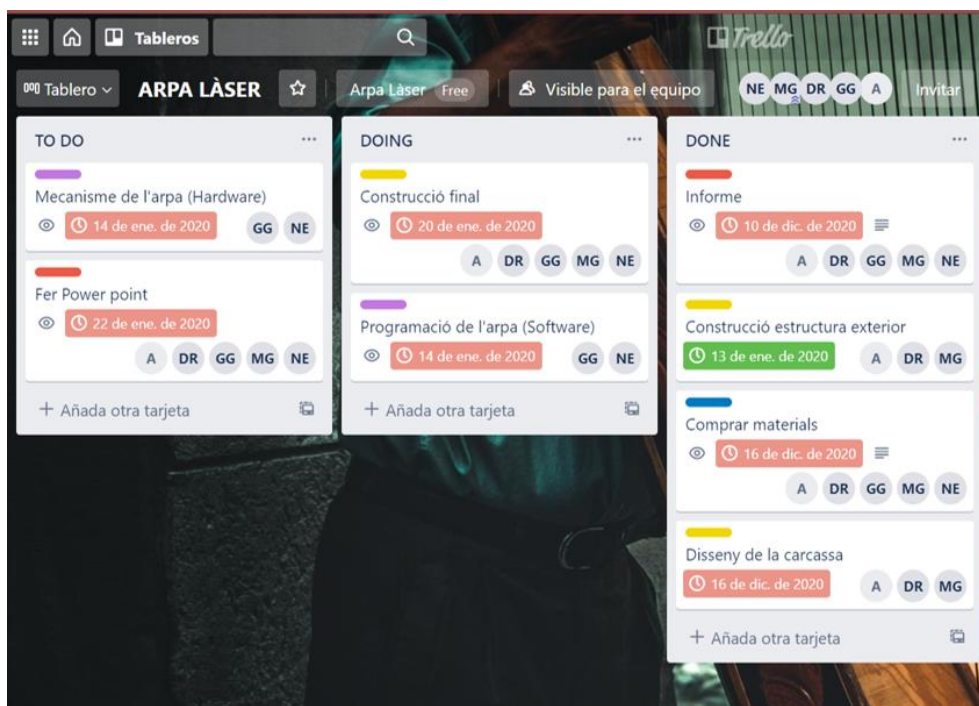 Tableros
Trello
Tablero
ARPA LÀSER
Arpa Làser Free
Visible para el equipo
NE MG DR GG A
Invitar
TO DO
Mecanisme de l'arpa (Hardware)
14 de ene. de 2020
GG NE
Fer Power point
22 de ene. de 2020
A DR GG MG NE
+ Añada otra tarjeta
DOING
Construcció final
20 de ene. de 2020
A DR GG MG NE
Programació de l'arpa (Software)
14 de ene. de 2020
GG NE
+ Añada otra tarjeta
DONE
Informe
10 de dic. de 2020
A DR GG MG NE
Construcció estructura exterior
13 de ene. de 2020
A DR MG
Comprar materials
16 de dic. de 2020
A DR GG MG NE
Disseny de la carcassa
16 de dic. de 2020
A DR MG
+ Añada otra tarjeta